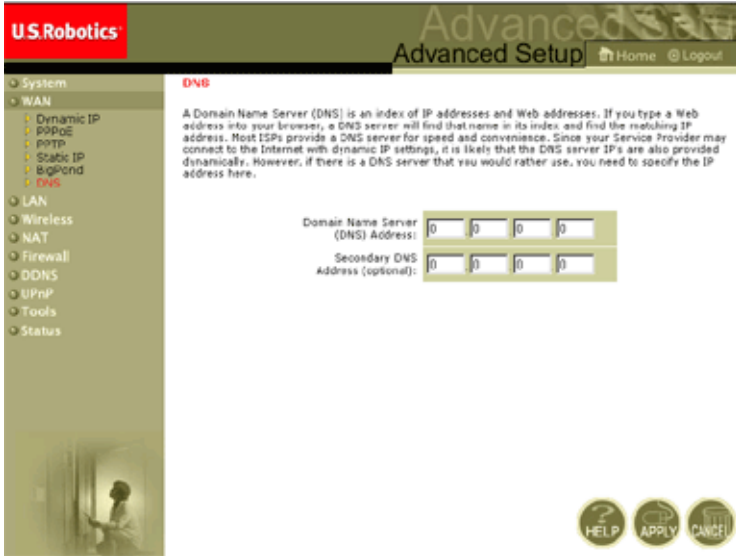 U.S.Robotics
Advanced Setup
Advanced Setup
Home
Logout
System
WAN
Dynamic IP
PPPoE
PPTP
Static IP
BigPond
DNS
LAN
Wireless
NAT
Firewall
DDNS
UPnP
Tools
Status
DNS
A Domain Name Server (DNS) is an index of IP addresses and Web addresses. If you type a Web
address into your browser, a DNS server will find that name in its index and find the matching IP
address. Most ISPs provide a DNS server for speed and convenience. Since your Service Provider may
connect to the Internet with dynamic IP settings, it is likely that the DNS server IP's are also provided
dynamically. However, if there is a DNS server that you would rather use, you need to specify the IP
address here.
Domain Name Server
(DNS) Address: 0 . 0 . 0 . 0
Secondary DNS
Address (optional): 0 . 0 . 0 . 0
HELP
APPLY
CANCEL